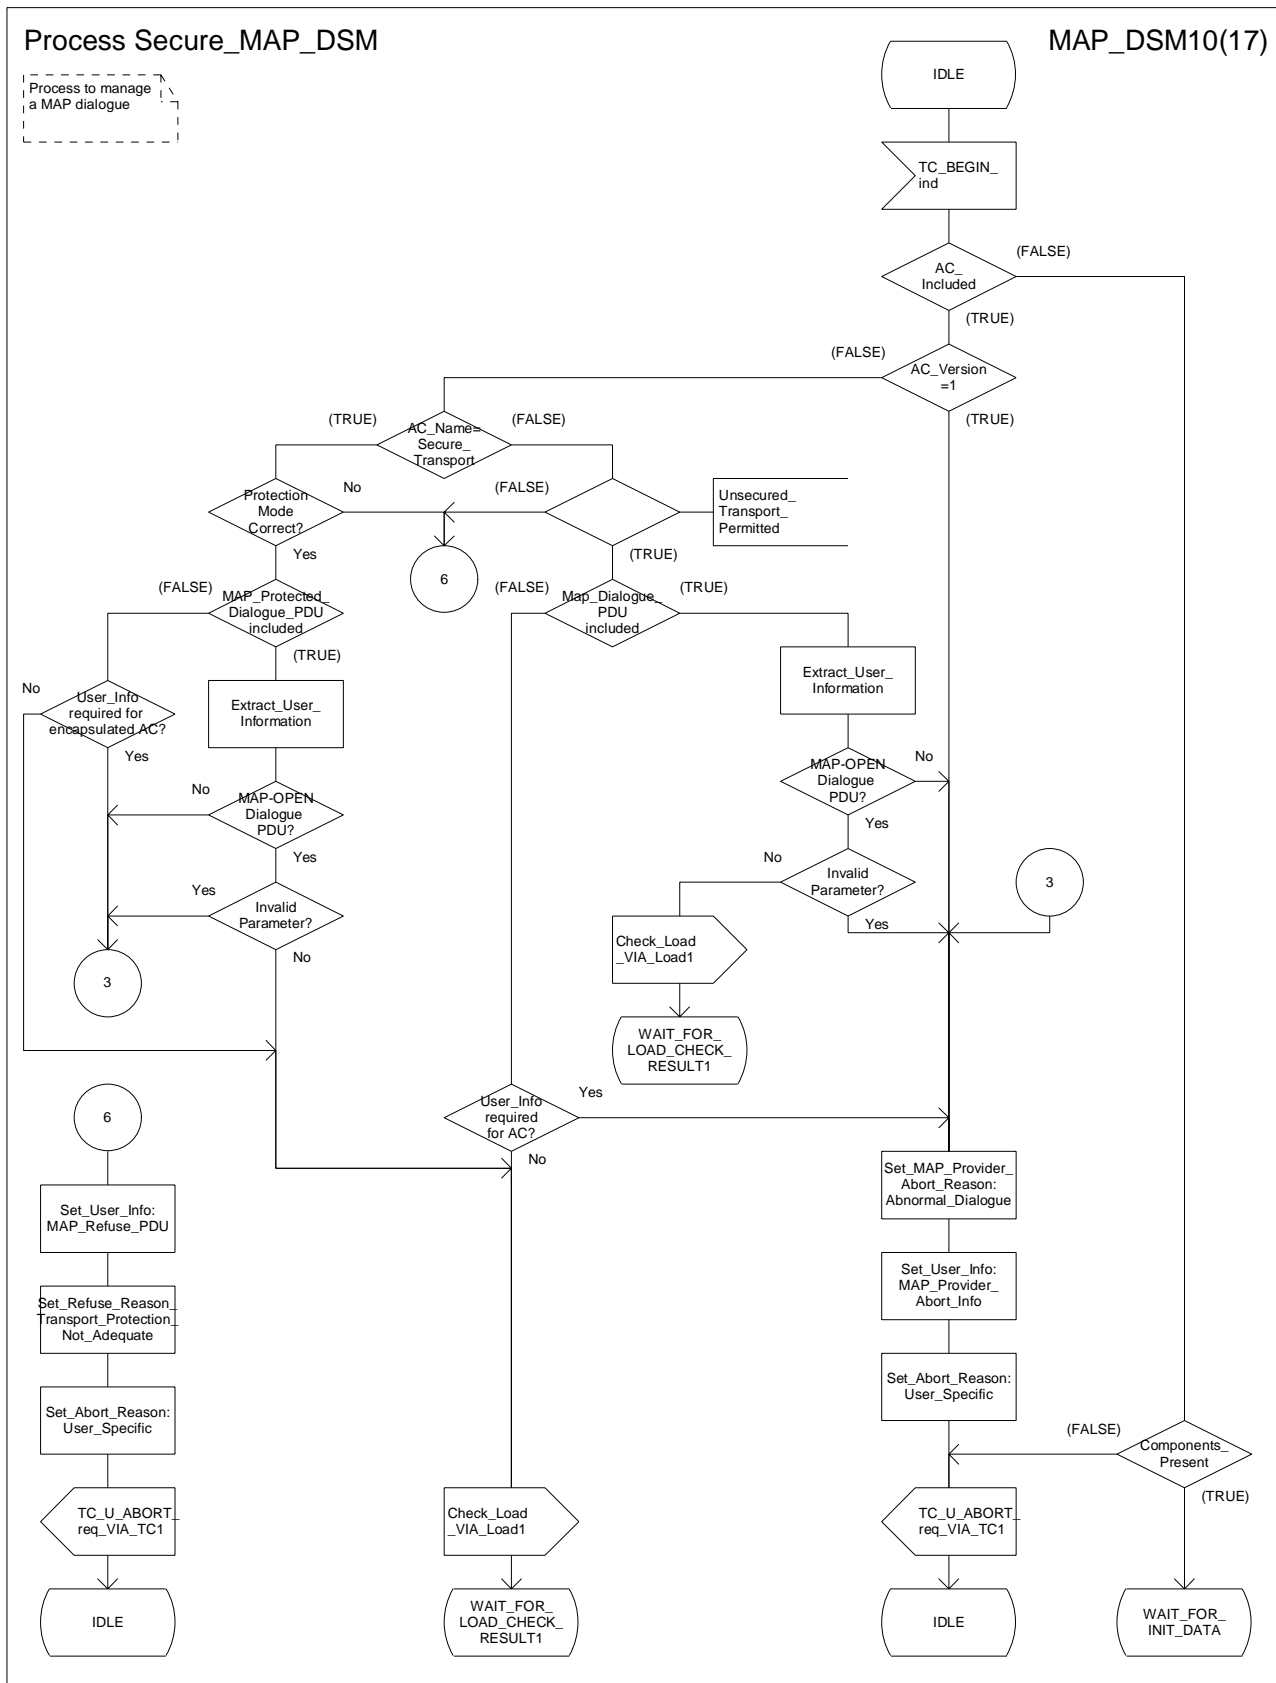 Process Secure_MAP_DSM
MAP_DSM10(17)
Process to manage
a MAP dialogue
IDLE
TC_BEGIN_
ind
AC_
Included
(FALSE)
(TRUE)
(FALSE)
AC_Version
=1
(TRUE)
(TRUE)
AC_Name=
Secure_
Transport
(FALSE)
Protection
Mode
Correct?
No
(FALSE)
Unsecured_
Transport_
Permitted
Yes
(TRUE)
6
(FALSE)
MAP_Protected_
Dialogue_PDU
included
(TRUE)
(FALSE)
Map_Dialogue_
PDU
included
(TRUE)
No
User_Info
required for
encapsulated AC?
Yes
Extract_User_
Information
Extract_User_
Information
No
MAP-OPEN
Dialogue
PDU?
Yes
MAP-OPEN
Dialogue
PDU?
No
Yes
Yes
Invalid
Parameter?
No
No
Invalid
Parameter?
Yes
3
3
Check_Load
_VIA_Load1
WAIT_FOR_
LOAD_CHECK_
RESULT1
6
User_Info
required
for AC?
Yes
No
Set_User_Info:
MAP_Refuse_PDU
Set_MAP_Provider_
Abort_Reason:
Abnormal_Dialogue
Set_Refuse_Reason_
Transport_Protection_
Not_Adequate
Set_User_Info:
MAP_Provider_
Abort_Info
Set_Abort_Reason:
User_Specific
Set_Abort_Reason:
User_Specific
(FALSE)
Components_
Present
(TRUE)
TC_U_ABORT_
req_VIA_TC1
Check_Load
_VIA_Load1
TC_U_ABORT_
req_VIA_TC1
IDLE
WAIT_FOR_
LOAD_CHECK_
RESULT1
IDLE
WAIT_FOR_
INIT_DATA